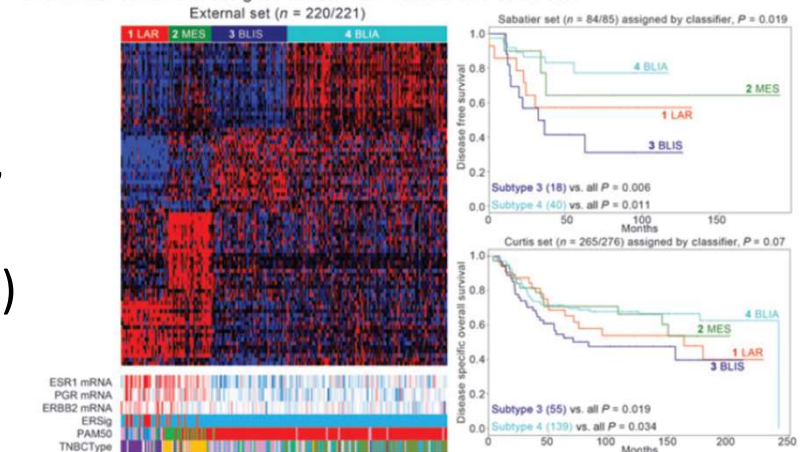 External set (n = 220/221)
1 LAR 2 MES 3 BLIS 4 BLIA
ESR1 mRNA
PGR mRNA
ERBB2 mRNA
ERSig
PAM50
TNBCType
Sabatier set (n = 84/85) assigned by classifier, P = 0.019
Disease free survival
1.0
0.8
0.6
0.4
0.2
0.0
4 BLIA
2 MES
1 LAR
3 BLIS
Subtype 3 (18) vs. all P = 0.006
Subtype 4 (40) vs. all P = 0.011
0 50 100 150
Months
Curtis set (n = 265/276) assigned by classifier, P = 0.07
Disease specific overall survival
1.0
0.8
0.6
0.4
0.2
0.0
4 BLIA
2 MES
1 LAR
3 BLIS
Subtype 3 (55) vs. all P = 0.019
Subtype 4 (139) vs. all P = 0.034
0 50 100 150 200 250
Months
)